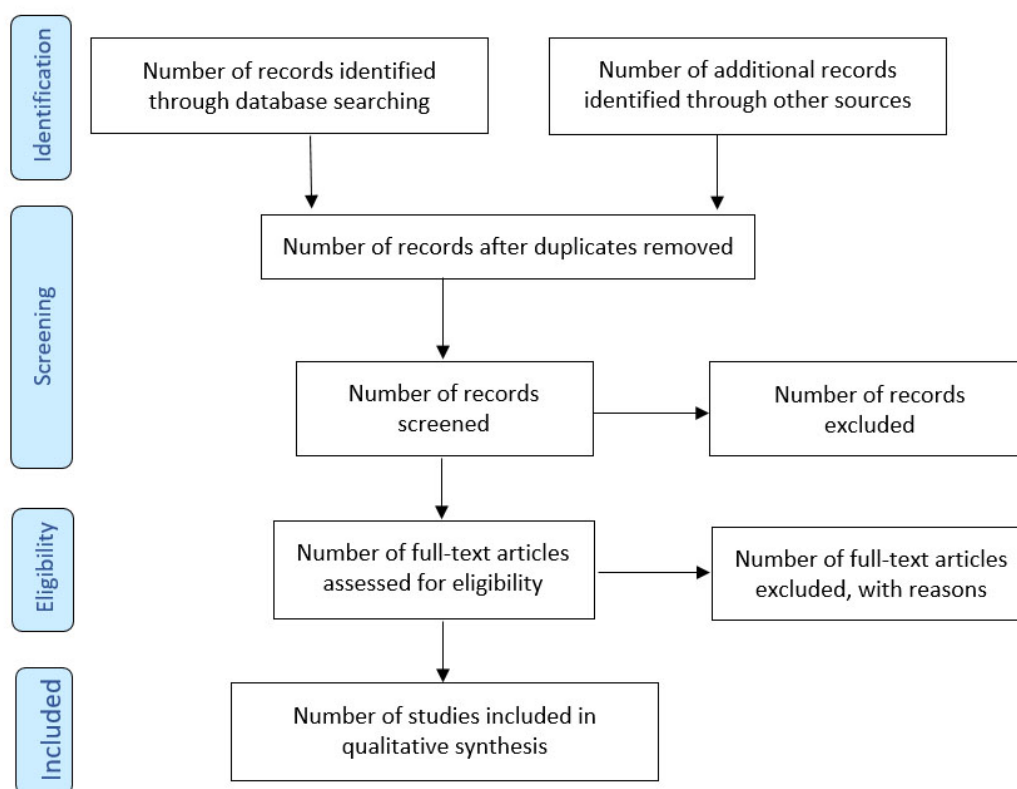 Identification
Number of records identified
through database searching
Number of additional records
identified through other sources
Screening
Number of records after duplicates removed
Number of records
screened
Number of records
excluded
Eligibility
Number of full-text articles
assessed for eligibility
Number of full-text articles
excluded, with reasons
Included
Number of studies included in
qualitative synthesis